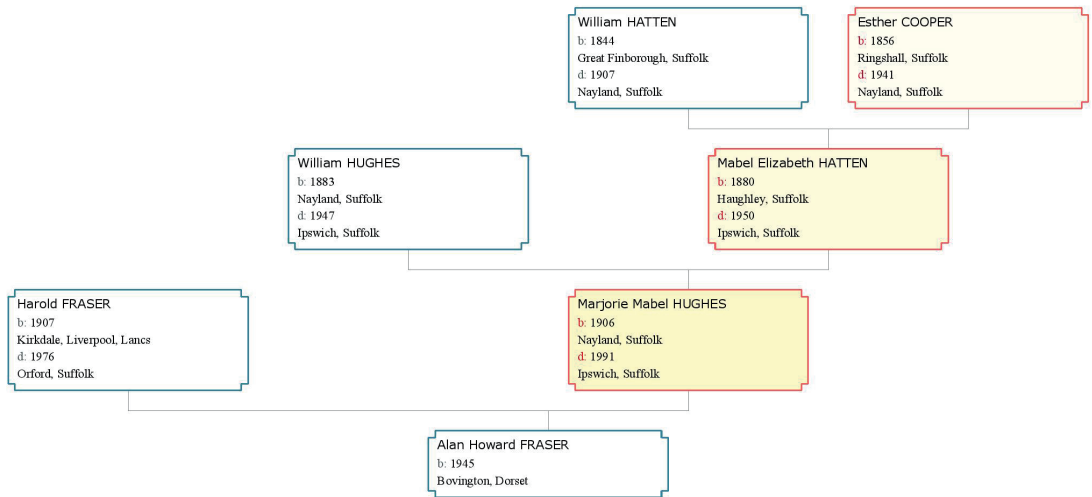 William HATTEN
b: 1844
Great Finborough, Suffolk
d: 1907
Nayland, Suffolk
Esther COOPER
b: 1856
Ringshall, Suffolk
d: 1941
Nayland, Suffolk
William HUGHES
b: 1883
Nayland, Suffolk
d: 1947
Ipswich, Suffolk
Mabel Elizabeth HATTEN
b: 1880
Haughley, Suffolk
d: 1950
Ipswich, Suffolk
Harold FRASER
b: 1907
Kirkdale, Liverpool, Lancs
d: 1976
Orford, Suffolk
Marjorie Mabel HUGHES
b: 1906
Nayland, Suffolk
d: 1991
Ipswich, Suffolk
Alan Howard FRASER
b: 1945
Bovington, Dorset